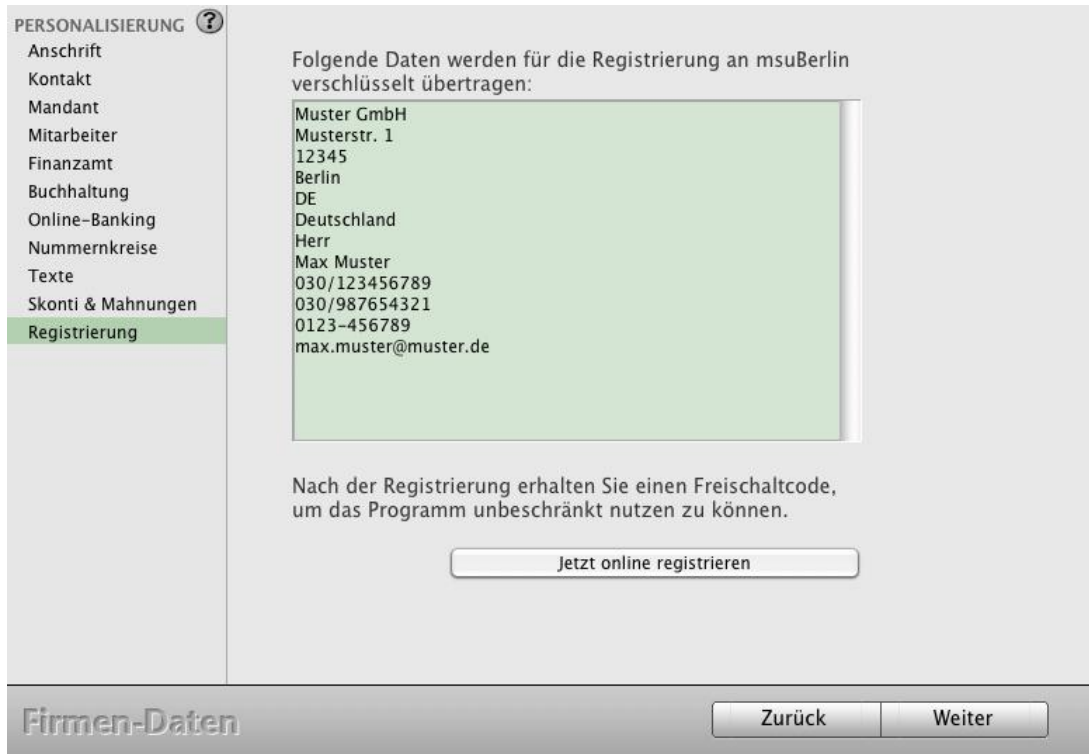 PERSONALISIERUNG ?
Anschrift
Kontakt
Mandant
Mitarbeiter
Finanzamt
Buchhaltung
Online-Banking
Nummernkreise
Texte
Skonti & Mahnungen
Registrierung
Folgende Daten werden für die Registrierung an msuBerlin
verschlüsselt übertragen:
Muster GmbH
Musterstr. 1
12345
Berlin
DE
Deutschland
Herr
Max Muster
030/123456789
030/987654321
0123-456789
max.muster@muster.de
Nach der Registrierung erhalten Sie einen Freischaltcode,
um das Programm unbeschränkt nutzen zu können.
Jetzt online registrieren
Firmen-Daten
Zurück
Weiter